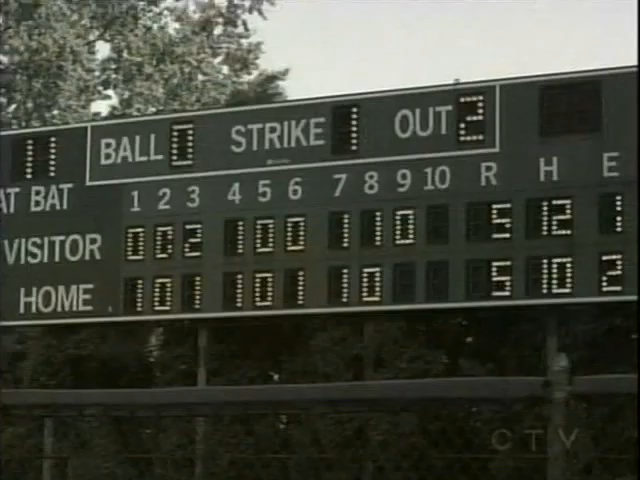 11 BALL 0 STRIKE 1 OUT 2
AT BAT 1 2 3 4 5 6 7 8 9 10 R H E
VISITOR 0 0 2 1 0 0 1 1 0 5 12 1
HOME 1 0 1 1 0 1 1 0 5 10 2
CTV